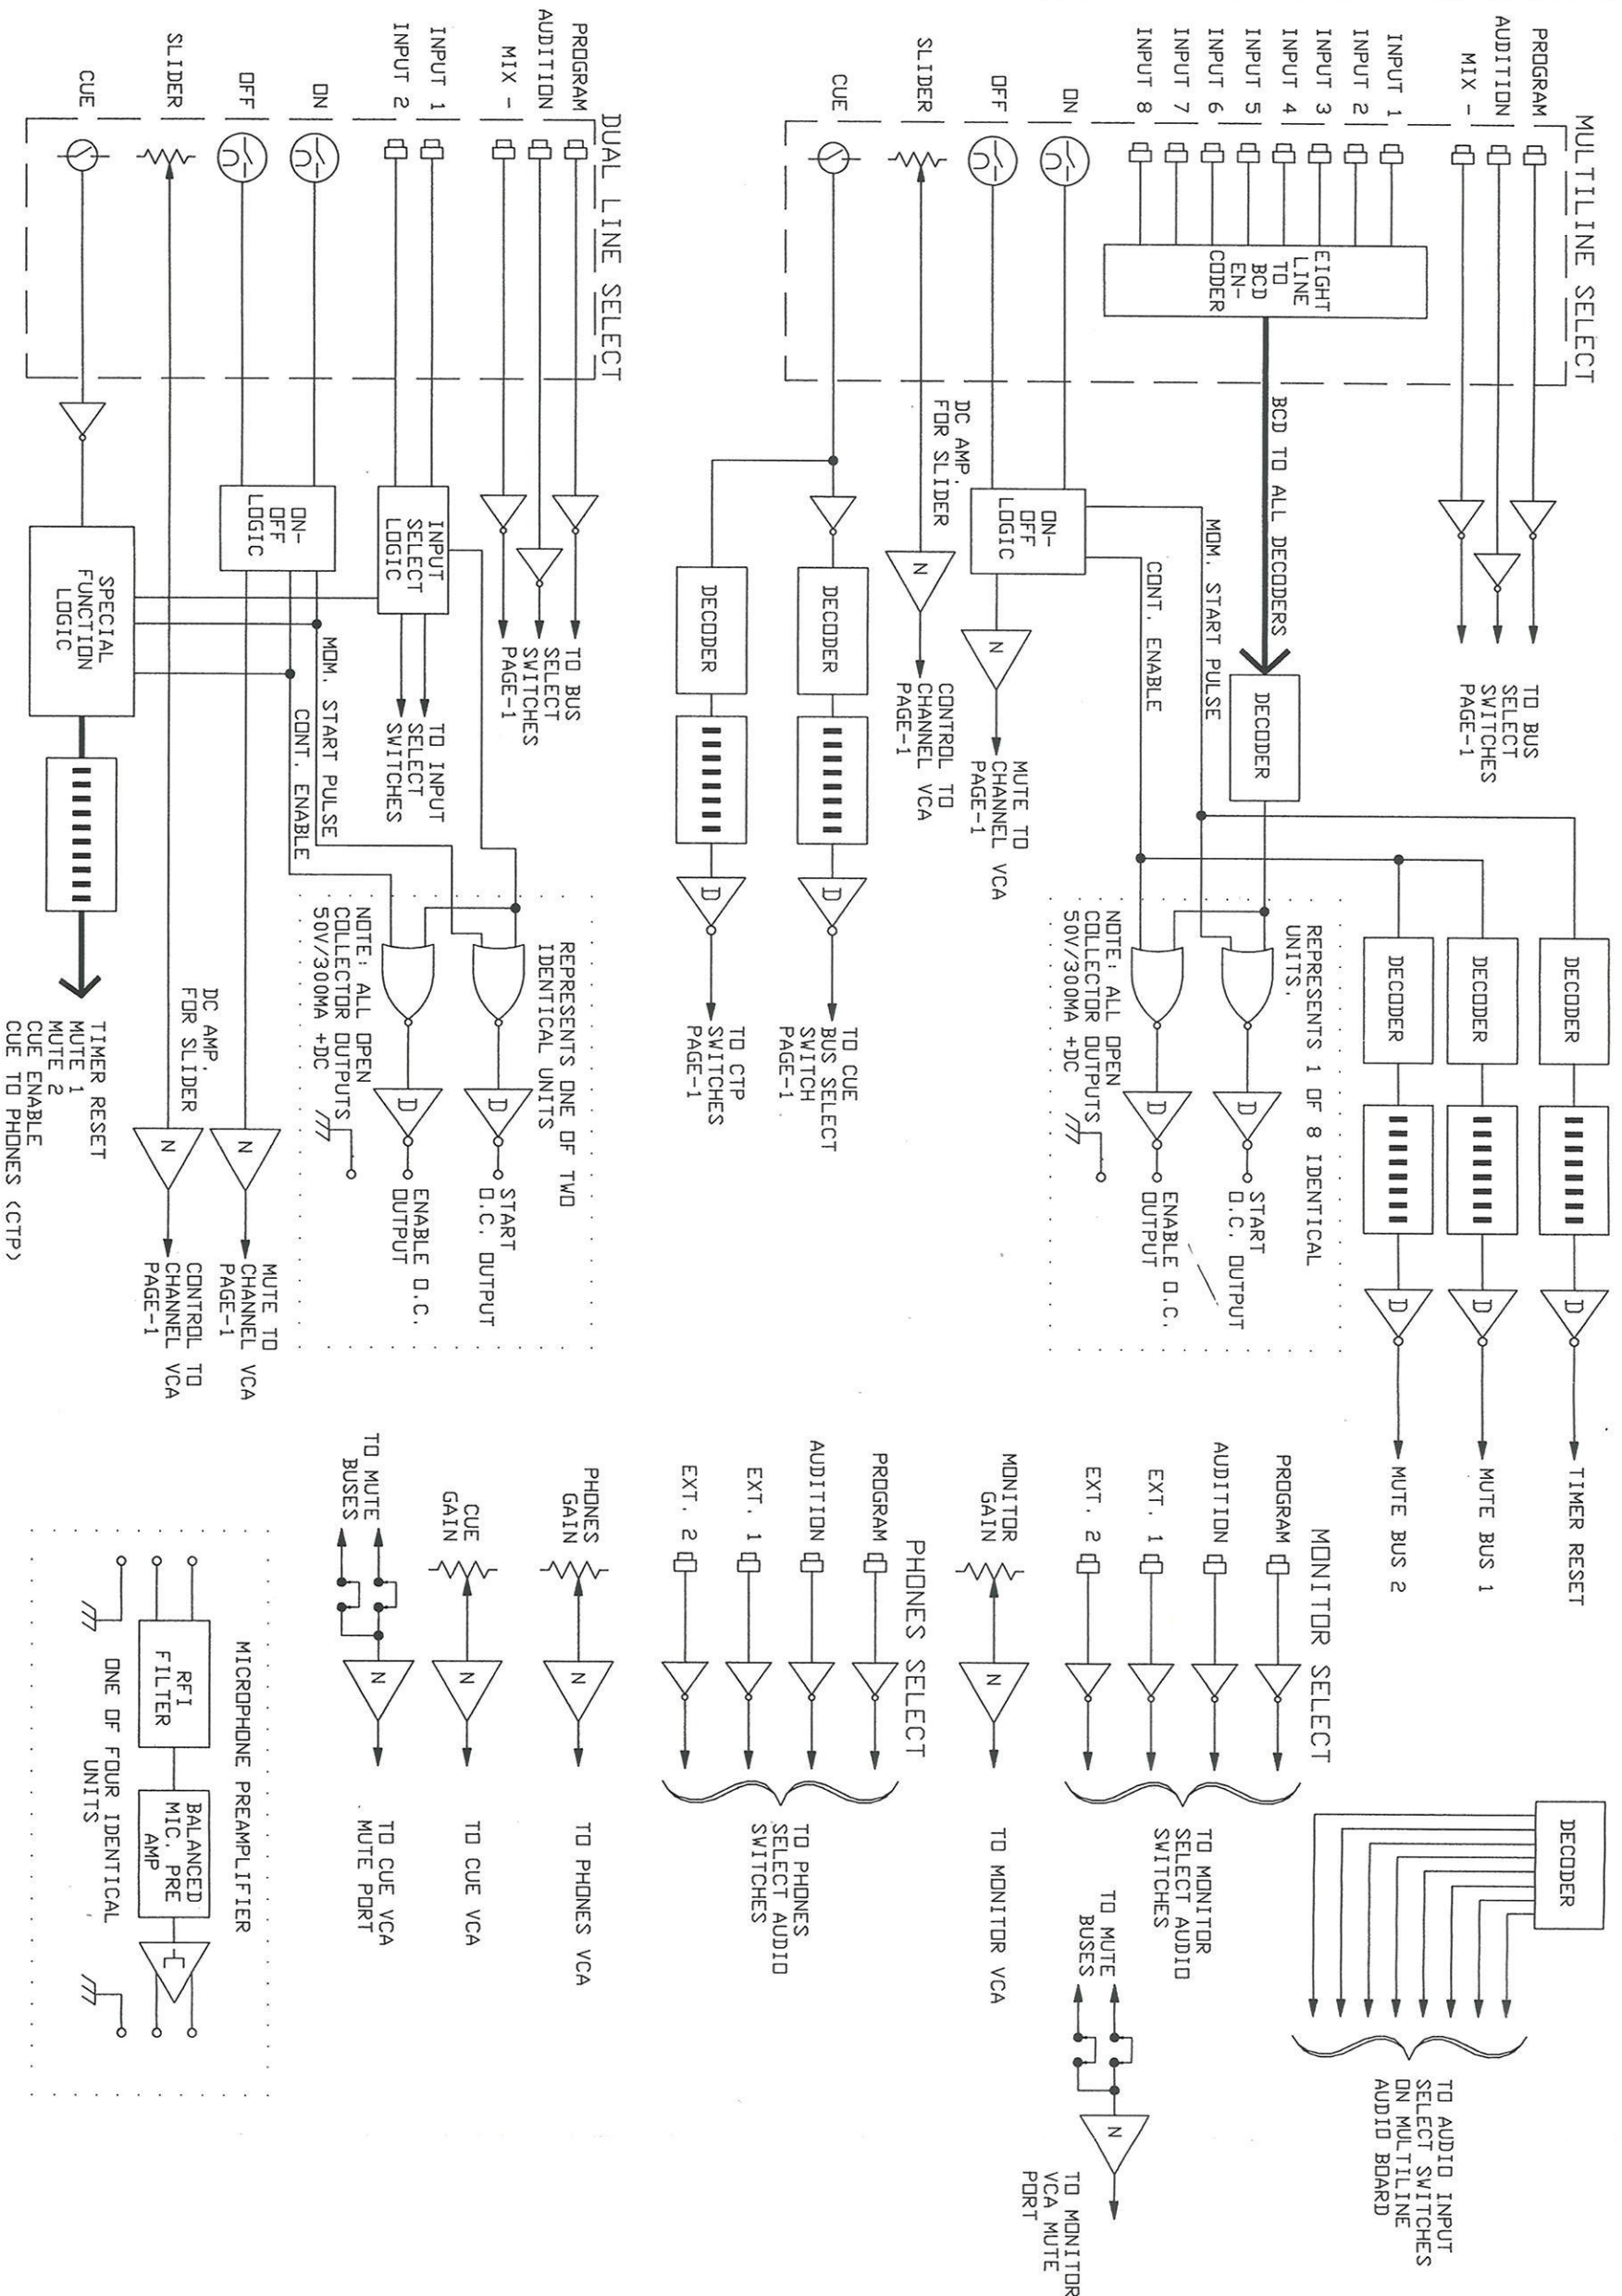 MULTILINE SELECT
PROGRAM
AUDITION
MIX -
INPUT 1
INPUT 2
INPUT 3
INPUT 4
INPUT 5
INPUT 6
INPUT 7
INPUT 8
ON
OFF
SLIDER
CUE
EIGHT
LINE
TO
BCD
EN-
CODER
TO BUS
SELECT
SWITCHES
PAGE-1
BCD TO ALL DECODERS
DECODER
MOM. START PULSE
CONT. ENABLE
ON-
OFF
LOGIC
N
MUTE TO
CHANNEL VCA
PAGE-1
DC AMP.
FOR SLIDER
N
CONTROL TO
CHANNEL VCA
PAGE-1
DECODER
D
TO CUE
BUS SELECT
SWITCH
PAGE-1
DECODER
D
TO CTP
SWITCHES
PAGE-1
DECODER
D
TIMER RESET
DECODER
D
MUTE BUS 1
DECODER
D
MUTE BUS 2
REPRESENTS 1 OF 8 IDENTICAL
UNITS.
D
START
O.C. OUTPUT
D
ENABLE O.C.
OUTPUT
NOTE: ALL OPEN
COLLECTOR OUTPUTS
50V/300MA +DC
DECODER
TO AUDIO INPUT
SELECT SWITCHES
ON MULTILINE
AUDIO BOARD
MONITOR SELECT
PROGRAM
AUDITION
EXT. 1
EXT. 2
TO MONITOR
SELECT AUDIO
SWITCHES
MONITOR
GAIN
N
TO MONITOR VCA
TO MUTE
BUSES
N
TO MONITOR
VCA MUTE
PORT
PHONES SELECT
PROGRAM
AUDITION
EXT. 1
EXT. 2
TO PHONES
SELECT AUDIO
SWITCHES
PHONES
GAIN
N
TO PHONES VCA
CUE
GAIN
N
TO CUE VCA
TO MUTE
BUSES
N
TO CUE VCA
MUTE PORT
DUAL LINE SELECT
PROGRAM
AUDITION
MIX -
INPUT 1
INPUT 2
ON
OFF
SLIDER
CUE
TO BUS
SELECT
SWITCHES
PAGE-1
INPUT
SELECT
LOGIC
TO INPUT
SELECT
SWITCHES
ON-
OFF
LOGIC
MOM. START PULSE
CONT. ENABLE
SPECIAL
FUNCTION
LOGIC
REPRESENTS ONE OF TWO
IDENTICAL UNITS
D
START
O.C. OUTPUT
D
ENABLE O.C.
OUTPUT
NOTE: ALL OPEN
COLLECTOR OUTPUTS
50V/300MA +DC
N
MUTE TO
CHANNEL VCA
PAGE-1
DC AMP.
FOR SLIDER
N
CONTROL TO
CHANNEL VCA
PAGE-1
TIMER RESET
MUTE 1
MUTE 2
CUE ENABLE
CUE TO PHONES (CTP)
MICROPHONE PREAMPLIFIER
RFI
FILTER
BALANCED
MIC. PRE
AMP
ONE OF FOUR IDENTICAL
UNITS